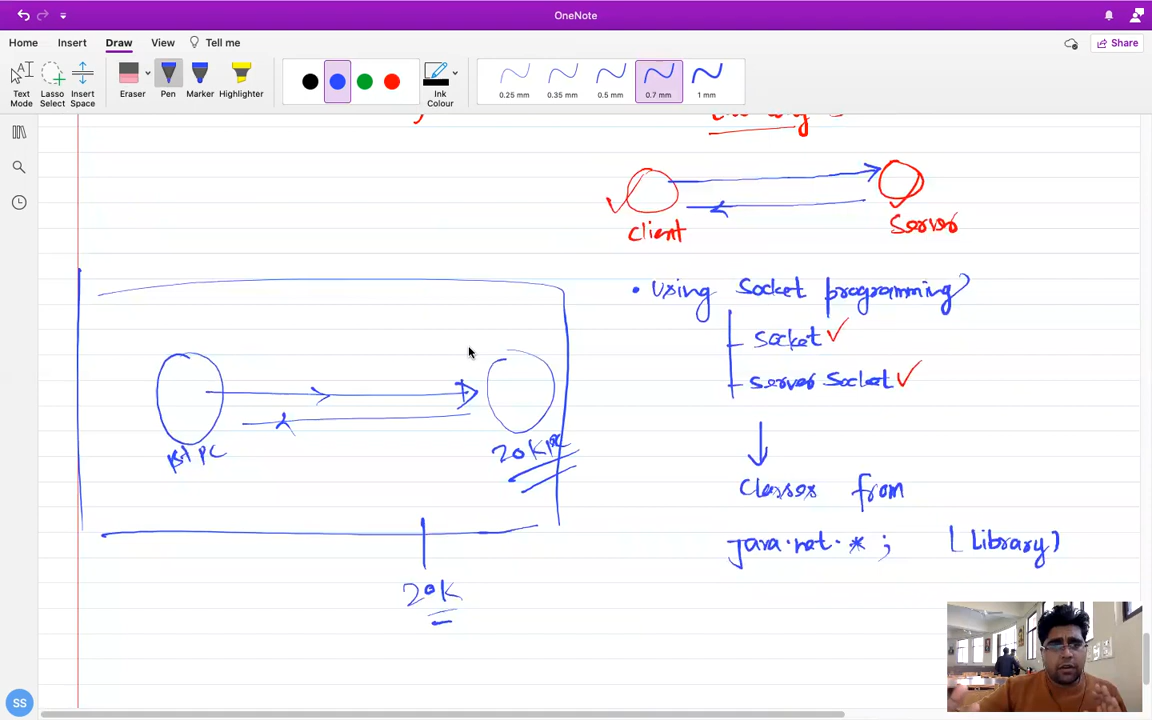 OneNote
Home Insert Draw View Tell me
Share
Text Mode
Lasso Select
Insert Space
Eraser
Pen
Marker
Highlighter
Ink Colour
0.25 mm
0.35 mm
0.5 mm
0.7 mm
1 mm
Client
Server
• Using Socket programming
Socket ✓
Server Socket ✓
PC
20K PC
Classes from
java.net.*; [Library]
20K
SS